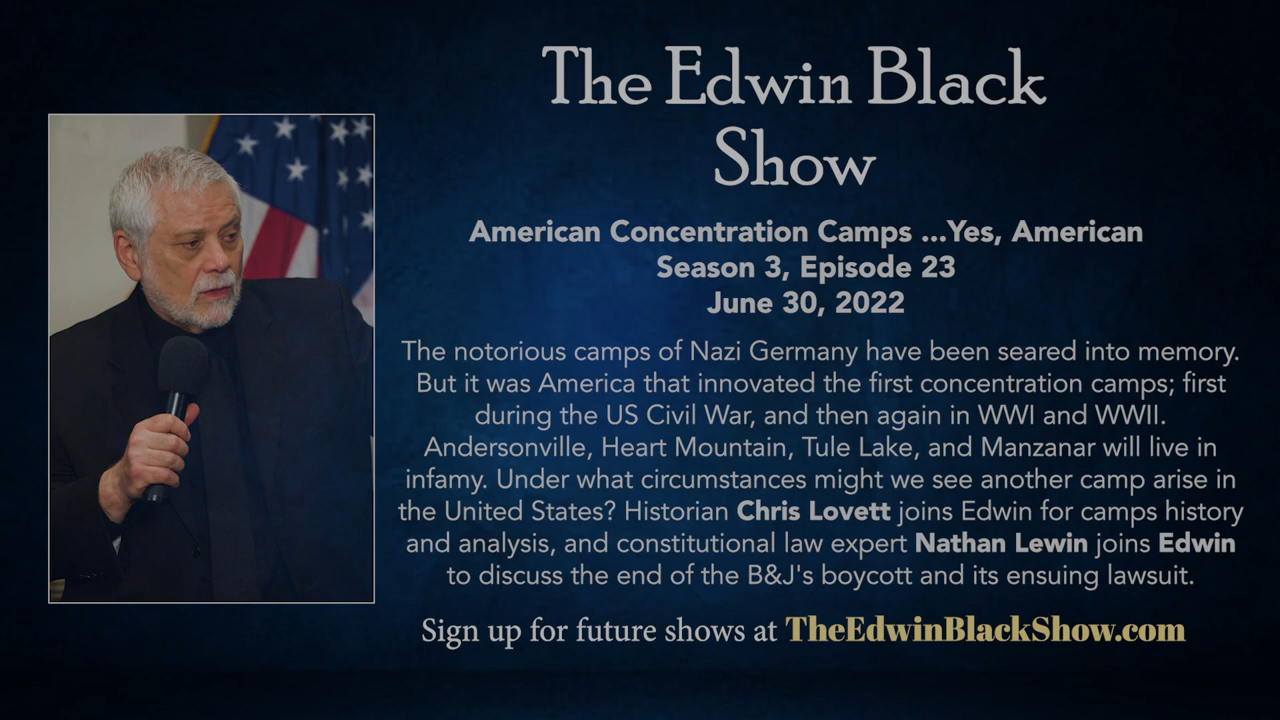 The Edwin Black
Show
American Concentration Camps ...Yes, American
Season 3, Episode 23
June 30, 2022
The notorious camps of Nazi Germany have been seared into memory.
But it was America that innovated the first concentration camps; first
during the US Civil War, and then again in WWI and WWII.
Andersonville, Heart Mountain, Tule Lake, and Manzanar will live in
infamy. Under what circumstances might we see another camp arise in
the United States? Historian Chris Lovett joins Edwin for camps history
and analysis, and constitutional law expert Nathan Lewin joins Edwin
to discuss the end of the B&J's boycott and its ensuing lawsuit.
Sign up for future shows at TheEdwinBlackShow.com